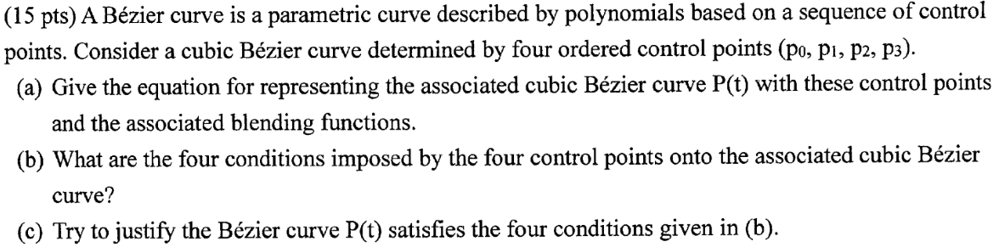 (15 pts) A Bézier curve is a parametric curve described by polynomials based on a sequence of control
points. Consider a cubic Bézier curve determined by four ordered control points (p₀, p₁, p₂, p₃).
(a) Give the equation for representing the associated cubic Bézier curve P(t) with these control points
and the associated blending functions.
(b) What are the four conditions imposed by the four control points onto the associated cubic Bézier
curve?
(c) Try to justify the Bézier curve P(t) satisfies the four conditions given in (b).